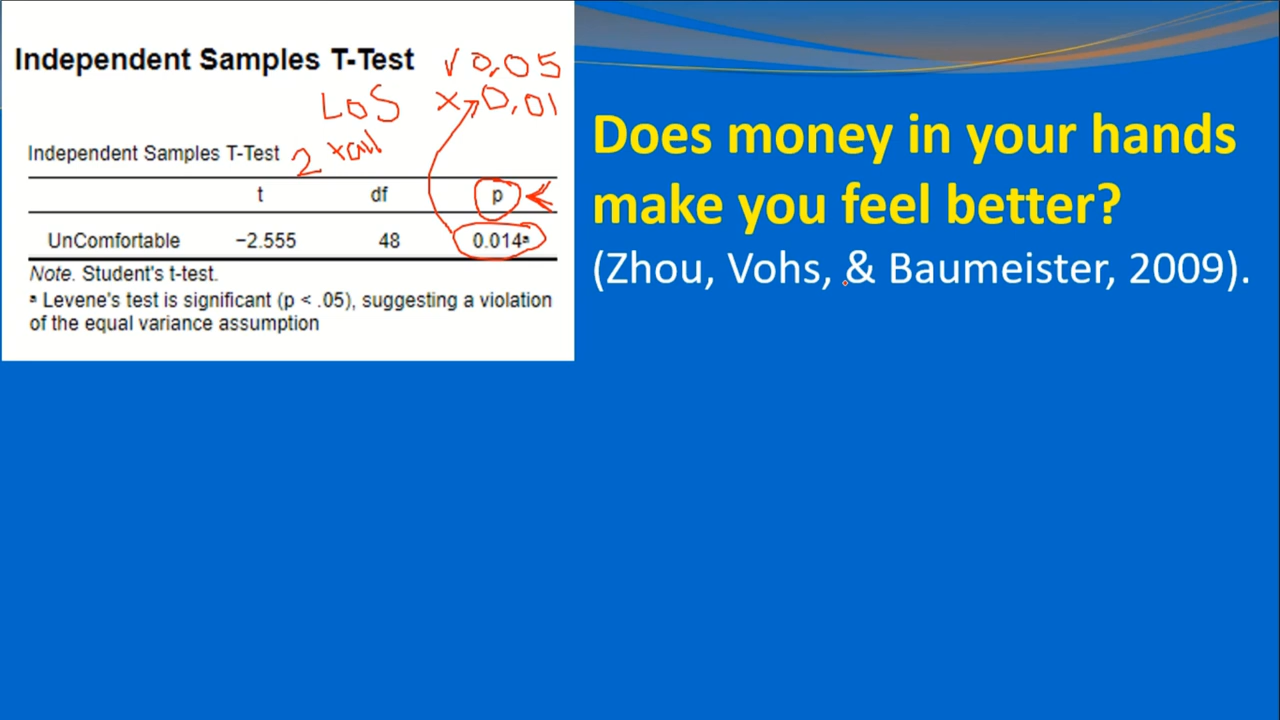 Independent Samples T-Test
√ 0.05
LOS
x 0.01
Independent Samples T-Test
2
t df p
UnComfortable −2.555 48 0.014ᵃ
Note. Student's t-test.
ᵃ Levene's test is significant (p < .05), suggesting a violation
of the equal variance assumption
Does money in your hands
make you feel better?
(Zhou, Vohs, & Baumeister, 2009).